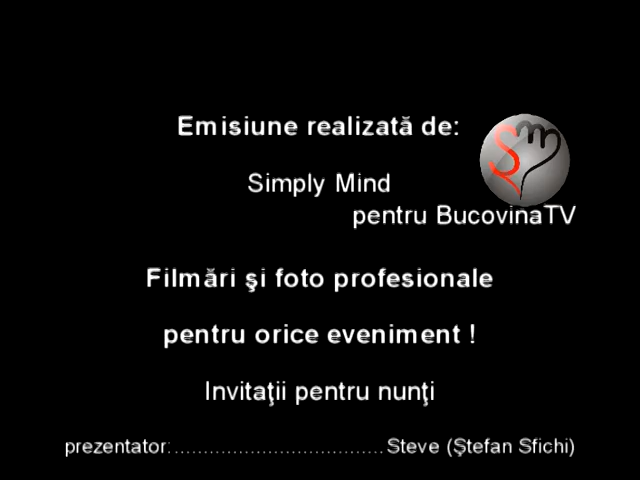 Emisiune realizată de:
Simply Mind
pentru BucovinaTV
Filmări şi foto profesionale
pentru orice eveniment !
Invitaţii pentru nunţi
prezentator:....................................Steve (Ştefan Sfichi)